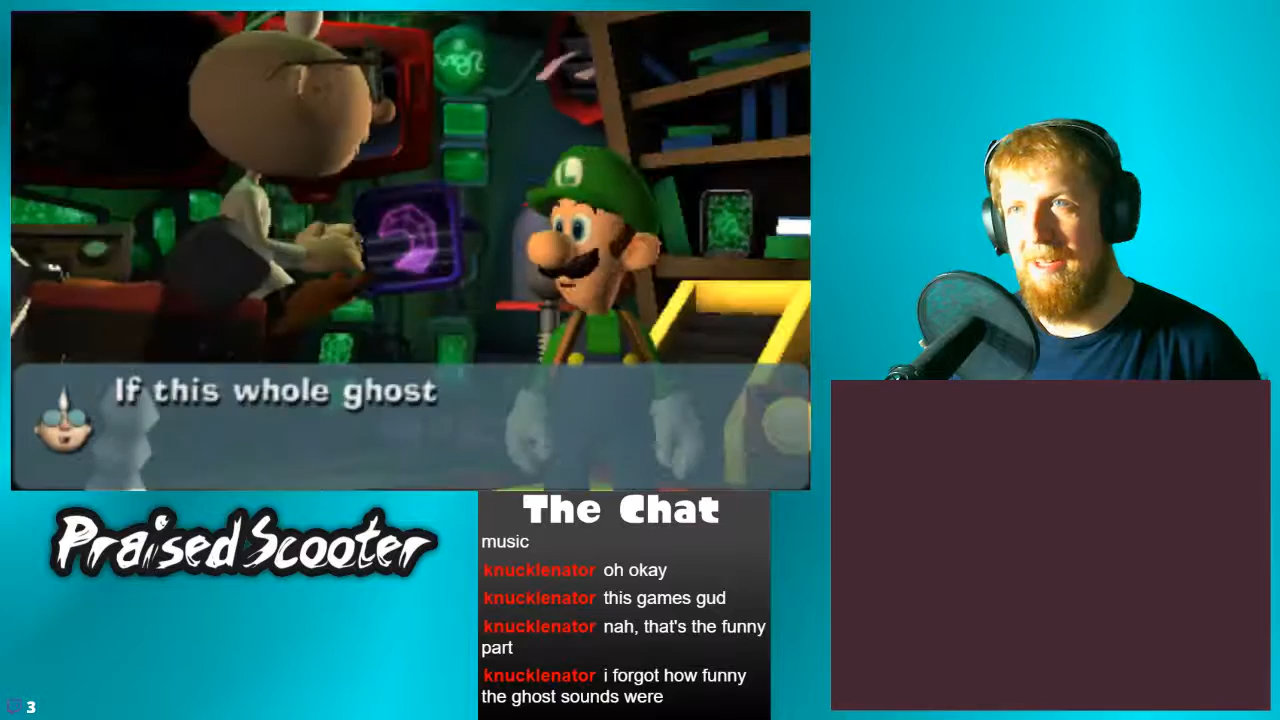 L
If this whole ghost
PraisedScooter
The Chat
music
knucklenator oh okay
knucklenator this games gud
knucklenator nah, that's the funny
part
knucklenator i forgot how funny
the ghost sounds were
3